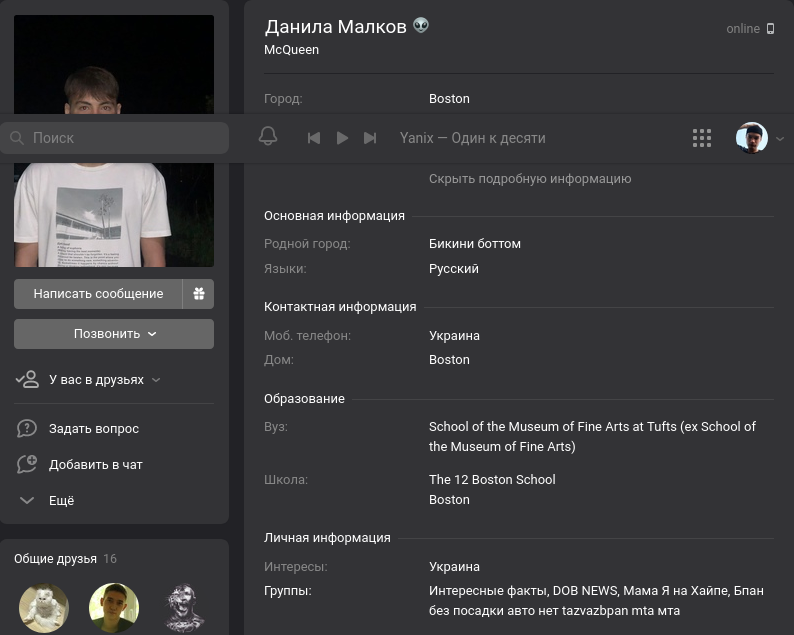 Данила Малков
online
McQueen
Город: Boston
Поиск
Yanix — Один к десяти
Скрыть подробную информацию
Основная информация
Родной город: Бикини боттом
Языки: Русский
Контактная информация
Моб. телефон: Украина
Дом: Boston
Образование
Вуз: School of the Museum of Fine Arts at Tufts (ex School of
the Museum of Fine Arts)
Школа: The 12 Boston School
Boston
Личная информация
Интересы: Украина
Группы: Интересные факты, DOB NEWS, Мама Я на Хайпе, Бпан
без посадки авто нет tazvazbpan mta мта
Написать сообщение
Позвонить
У вас в друзьях
Задать вопрос
Добавить в чат
Ещё
Общие друзья 16